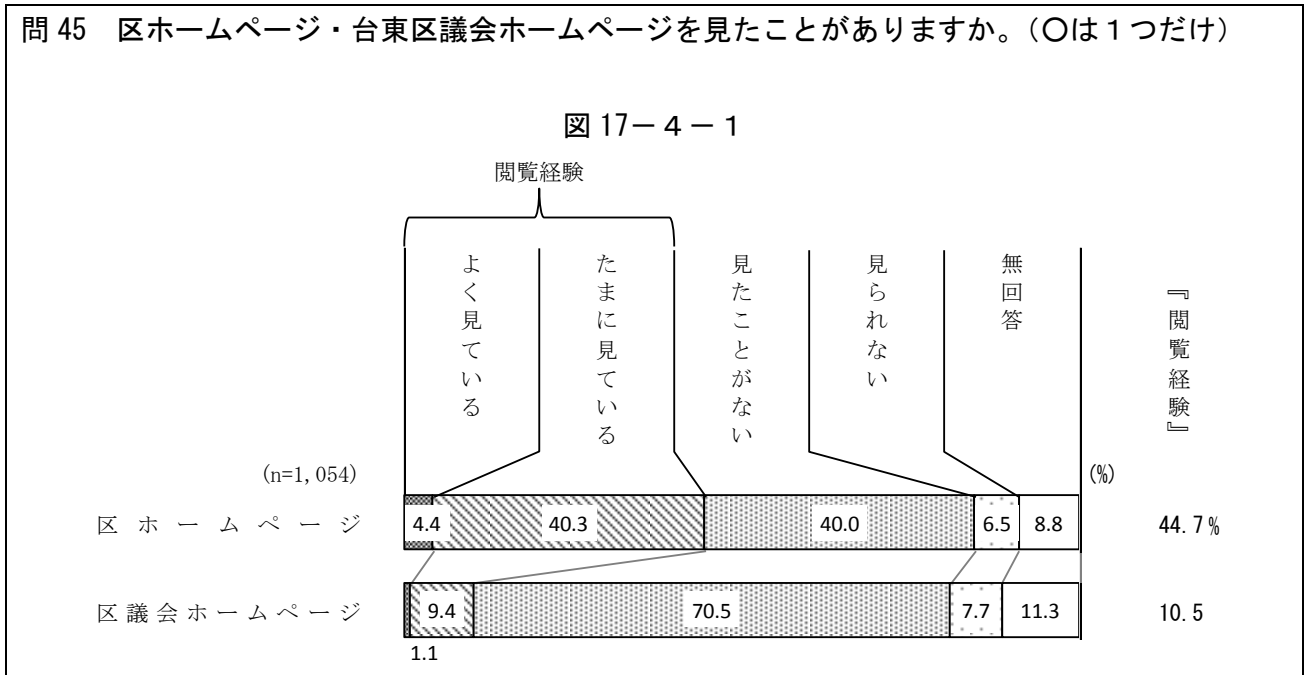 問 45　区ホームページ・台東区議会ホームページを見たことがありますか。（〇は１つだけ）
図 17－４－１
閲覧経験
よく見ている
たまに見ている
見たことがない
見られない
無回答
『閲覧経験』
(n=1,054)
(%)
区ホームページ
4.4
40.3
40.0
6.5
8.8
44.7%
区議会ホームページ
1.1
9.4
70.5
7.7
11.3
10.5